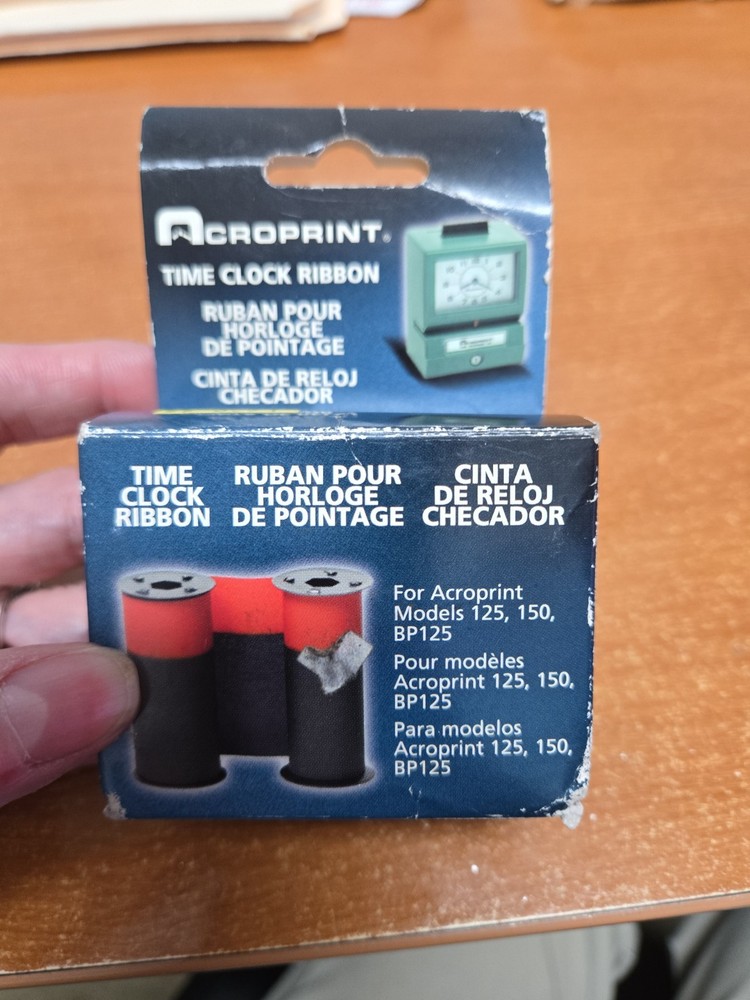 ACROPRINT®
TIME CLOCK RIBBON
RUBAN POUR
HORLOGE
DE POINTAGE
CINTA DE RELOJ
CHECADOR
ACROPRINT
TIME
CLOCK
RIBBON
RUBAN POUR
HORLOGE
DE POINTAGE
CINTA
DE RELOJ
CHECADOR
For Acroprint
Models 125, 150,
BP125
Pour modèles
Acroprint 125, 150,
BP125
Para modelos
Acroprint 125, 150,
BP125